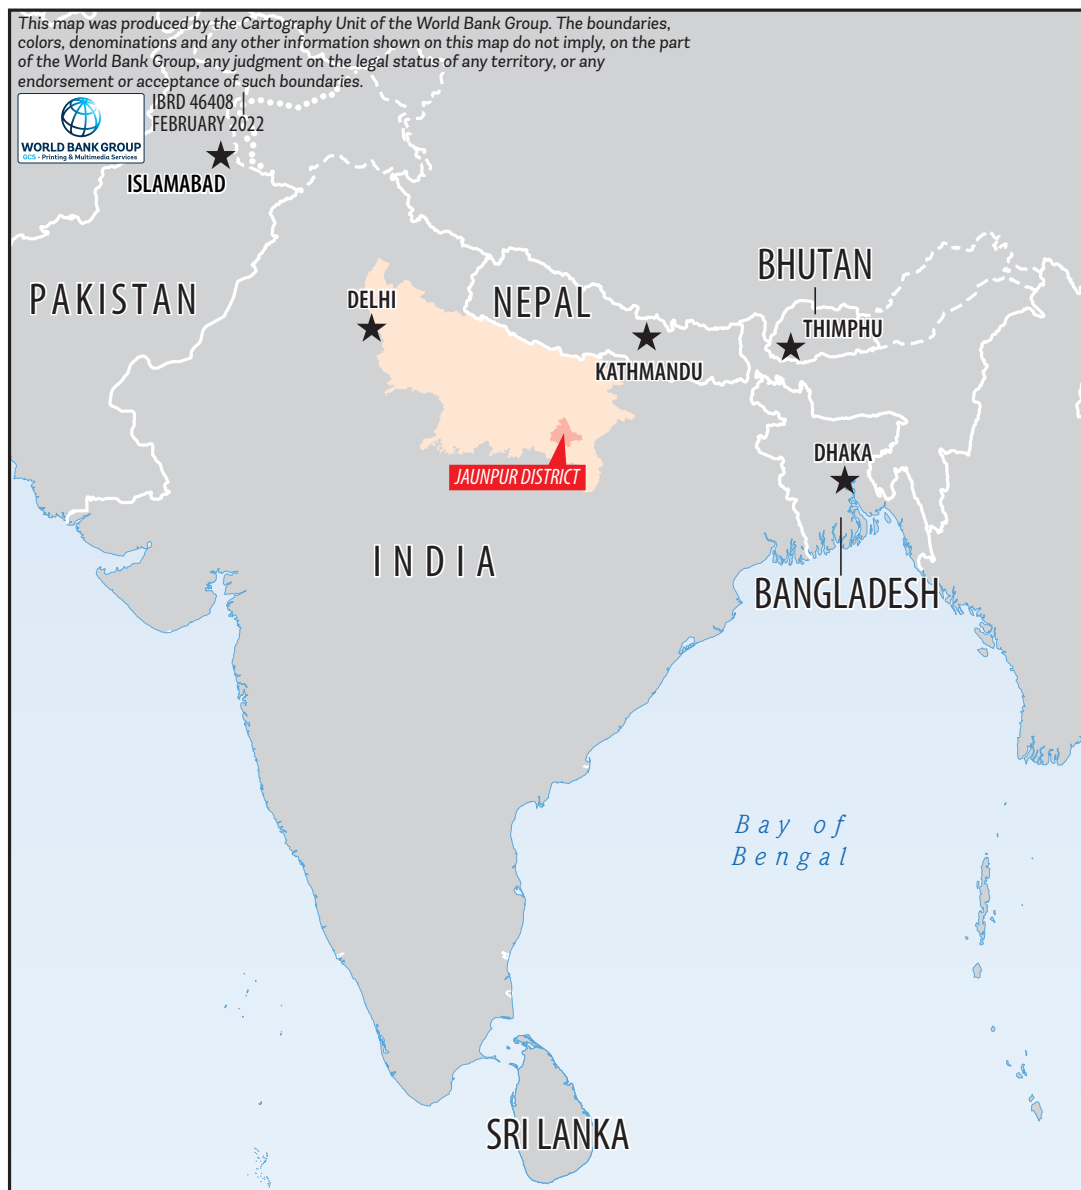 This map was produced by the Cartography Unit of the World Bank Group. The boundaries,
colors, denominations and any other information shown on this map do not imply, on the part
of the World Bank Group, any judgment on the legal status of any territory, or any
endorsement or acceptance of such boundaries.
WORLD BANK GROUP
GCS - Printing & Multimedia Services
IBRD 46408 |
FEBRUARY 2022
ISLAMABAD
PAKISTAN
DELHI
NEPAL
KATHMANDU
BHUTAN
THIMPHU
JAUNPUR DISTRICT
DHAKA
INDIA
BANGLADESH
Bay of
Bengal
SRI LANKA